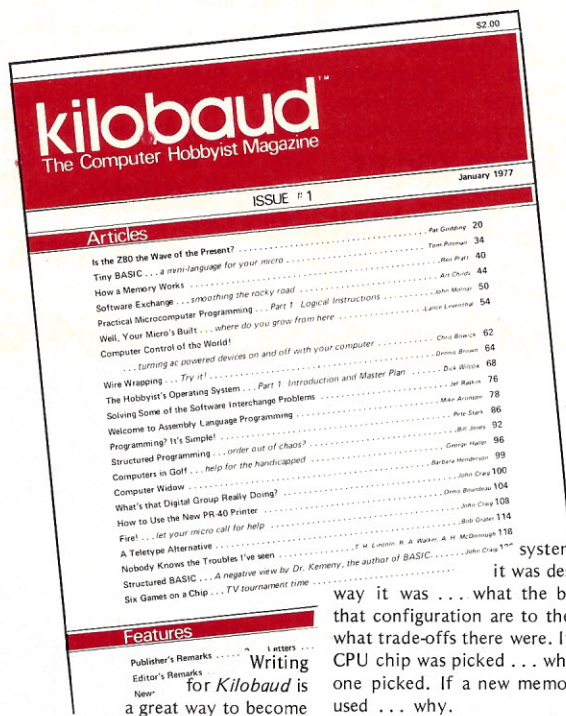 $2.00
kilobaud™
The Computer Hobbyist Magazine
ISSUE #1
January 1977
Articles
Is the Z80 the Wave of the Present? Pat Godding 20
Tiny BASIC ... a mini-language for your micro Tom Pittman 34
How a Memory Works Ron Pratt 40
Software Exchange ... smoothing the rocky road Art Childs 44
Practical Microcomputer Programming ... Part 1 Logical Instructions John Molnar 50
Well, Your Micro's Built ... where do you grow from here Lance Leventhal 54
Computer Control of the World!
... turning ac powered devices on and off with your computer Chris Bowick 62
Wire Wrapping ... Try it! Dennis Brown 64
The Hobbyist's Operating System ... Part 1 Introduction and Master Plan Dick Wilcox 68
Solving Some of the Software Interchange Problems Jef Raskin 76
Welcome to Assembly Language Programming Mike Aronson 78
Programming? It's Simple! Pete Stark 86
Structured Programming ... order out of chaos? Bill Jones 92
Computers in Golf ... help for the handicapped George Haller 96
Computer Widow Barbara Henderson 99
What's that Digital Group Really Doing? John Craig 100
How to Use the New PR-40 Printer Denis Bourdeau 104
Fire! ... let your micro call for help John Craig 108
A Teletype Alternative Bob Grater 114
Nobody Knows the Troubles I've seen T. H. Lincoln, R. A. Walker, A. H. McDonough 118
Structured BASIC ... A negative view by Dr. Kemeny, the author of BASIC John Craig
Six Games on a Chip ... TV tournament time
Features
Publisher's Remarks Letters
Editor's Remarks
New
Writing
for Kilobaud is
a great way to become
system
it was de
way it was ... what the b
that configuration are to the
what trade-offs there were. I
CPU chip was picked ... wh
one picked. If a new memo
used ... why.